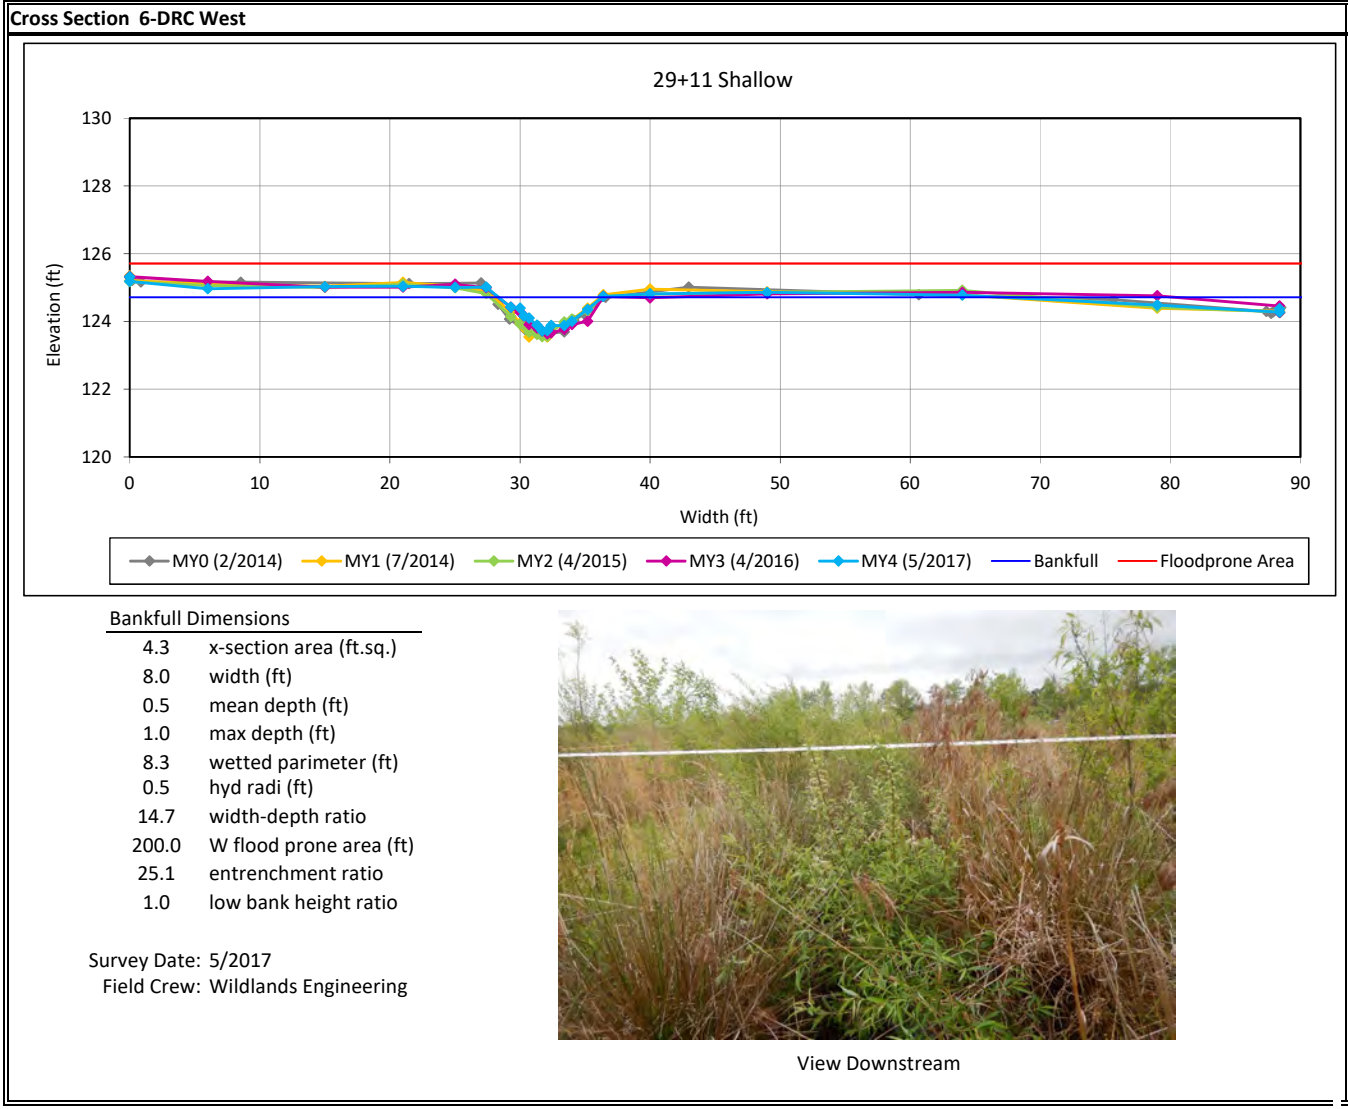 Cross Section 6-DRC West
29+11 Shallow
130
128
126
124
122
120
Elevation (ft)
0 10 20 30 40 50 60 70 80 90
Width (ft)
MY0 (2/2014) MY1 (7/2014) MY2 (4/2015) MY3 (4/2016) MY4 (5/2017) Bankfull Floodprone Area
Bankfull Dimensions
4.3 x-section area (ft.sq.)
8.0 width (ft)
0.5 mean depth (ft)
1.0 max depth (ft)
8.3 wetted parimeter (ft)
0.5 hyd radi (ft)
14.7 width-depth ratio
200.0 W flood prone area (ft)
25.1 entrenchment ratio
1.0 low bank height ratio
Survey Date: 5/2017
Field Crew: Wildlands Engineering
View Downstream